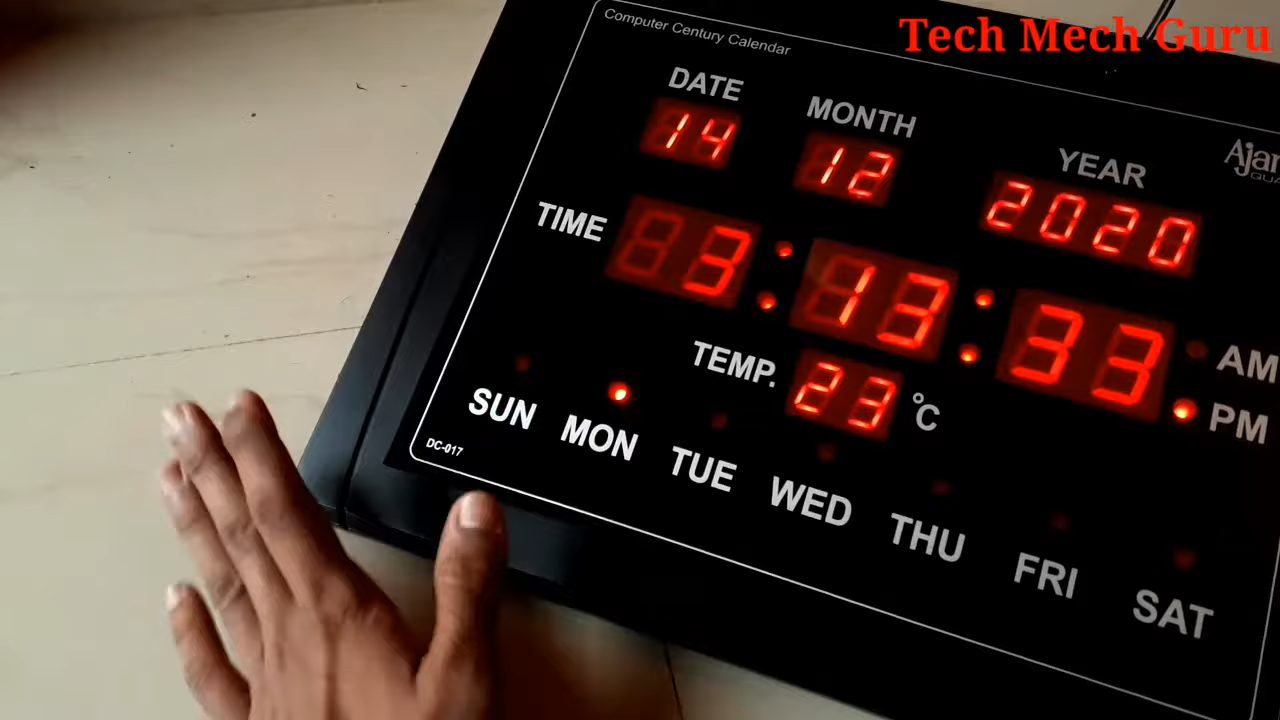 Tech Mech Guru
Computer Century Calendar
DATE
MONTH
YEAR
14
12
2020
TIME
3:13:33
AM
PM
TEMP.
23 °C
SUN MON TUE WED THU FRI SAT
DC-017